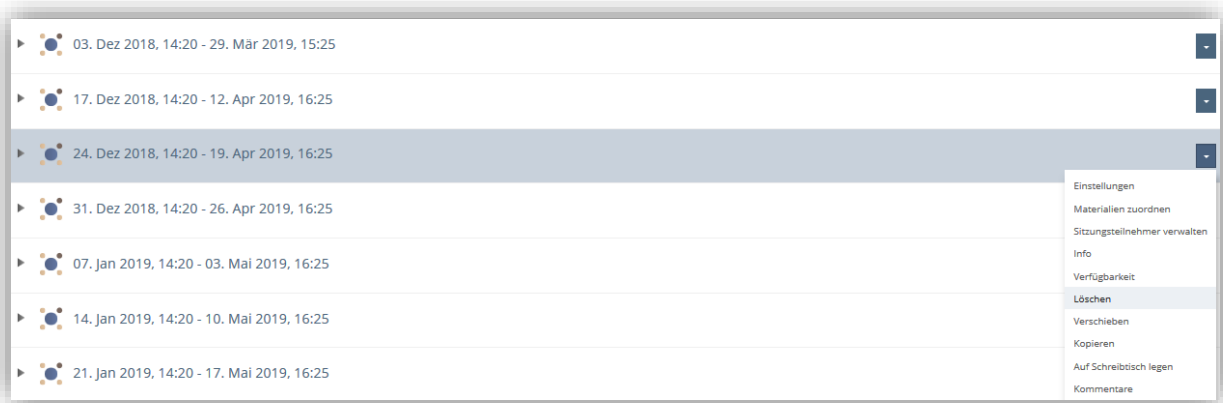 03. Dez 2018, 14:20 - 29. Mär 2019, 15:25
17. Dez 2018, 14:20 - 12. Apr 2019, 16:25
24. Dez 2018, 14:20 - 19. Apr 2019, 16:25
31. Dez 2018, 14:20 - 26. Apr 2019, 16:25
07. Jan 2019, 14:20 - 03. Mai 2019, 16:25
14. Jan 2019, 14:20 - 10. Mai 2019, 16:25
21. Jan 2019, 14:20 - 17. Mai 2019, 16:25
Einstellungen
Materialien zuordnen
Sitzungsteilnehmer verwalten
Info
Verfügbarkeit
Löschen
Verschieben
Kopieren
Auf Schreibtisch legen
Kommentare